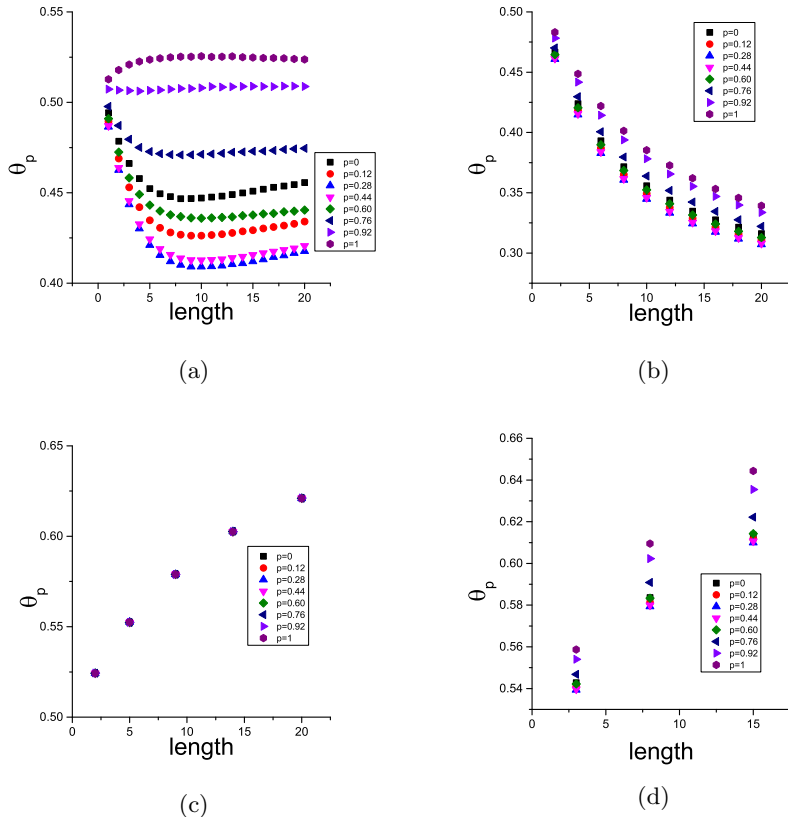 0.55
0.50
0.45
0.40
θp
0 5 10 15 20
length
p=0
p=0.12
p=0.28
p=0.44
p=0.60
p=0.76
p=0.92
p=1
(a)
0.50
0.45
0.40
0.35
0.30
θp
0 5 10 15 20
length
p=0
p=0.12
p=0.28
p=0.44
p=0.60
p=0.76
p=0.92
p=1
(b)
0.65
0.60
0.55
0.50
θp
0 5 10 15 20
length
p=0
p=0.12
p=0.28
p=0.44
p=0.60
p=0.76
p=0.92
p=1
(c)
0.66
0.64
0.62
0.60
0.58
0.56
0.54
θp
0 5 10 15
length
p=0
p=0.12
p=0.28
p=0.44
p=0.60
p=0.76
p=0.92
p=1
(d)